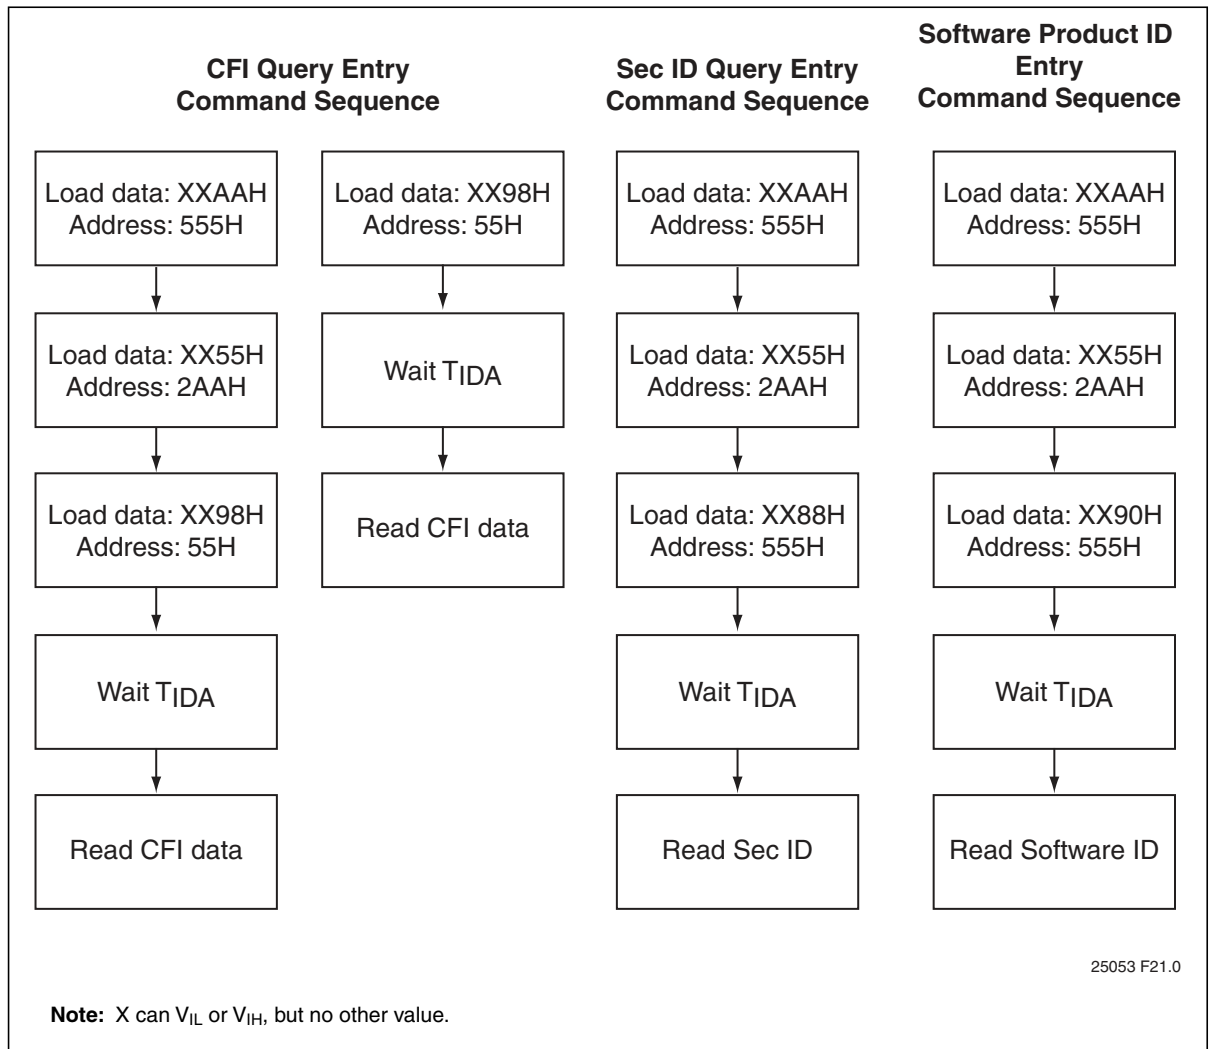 CFI Query Entry
Command Sequence
Load data: XXAAH
Address: 555H
Load data: XX55H
Address: 2AAH
Load data: XX98H
Address: 55H
Wait TIDA
Read CFI data
Load data: XX98H
Address: 55H
Wait TIDA
Read CFI data
Sec ID Query Entry
Command Sequence
Load data: XXAAH
Address: 555H
Load data: XX55H
Address: 2AAH
Load data: XX88H
Address: 555H
Wait TIDA
Read Sec ID
Software Product ID
Entry
Command Sequence
Load data: XXAAH
Address: 555H
Load data: XX55H
Address: 2AAH
Load data: XX90H
Address: 555H
Wait TIDA
Read Software ID
25053 F21.0
Note: X can VIL or VIH, but no other value.